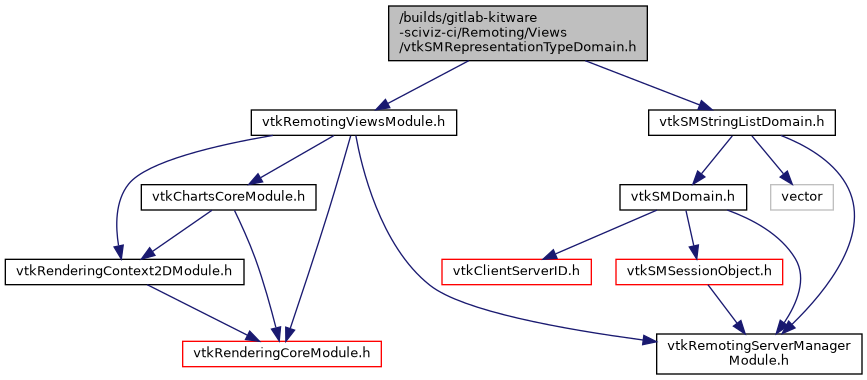 /builds/gitlab-kitware
-sciviz-ci/Remoting/Views
/vtkSMRepresentationTypeDomain.h
vtkRemotingViewsModule.h
vtkSMStringListDomain.h
vtkChartsCoreModule.h
vtkSMDomain.h
vector
vtkRenderingContext2DModule.h
vtkClientServerID.h
vtkSMSessionObject.h
vtkRenderingCoreModule.h
vtkRemotingServerManager
Module.h